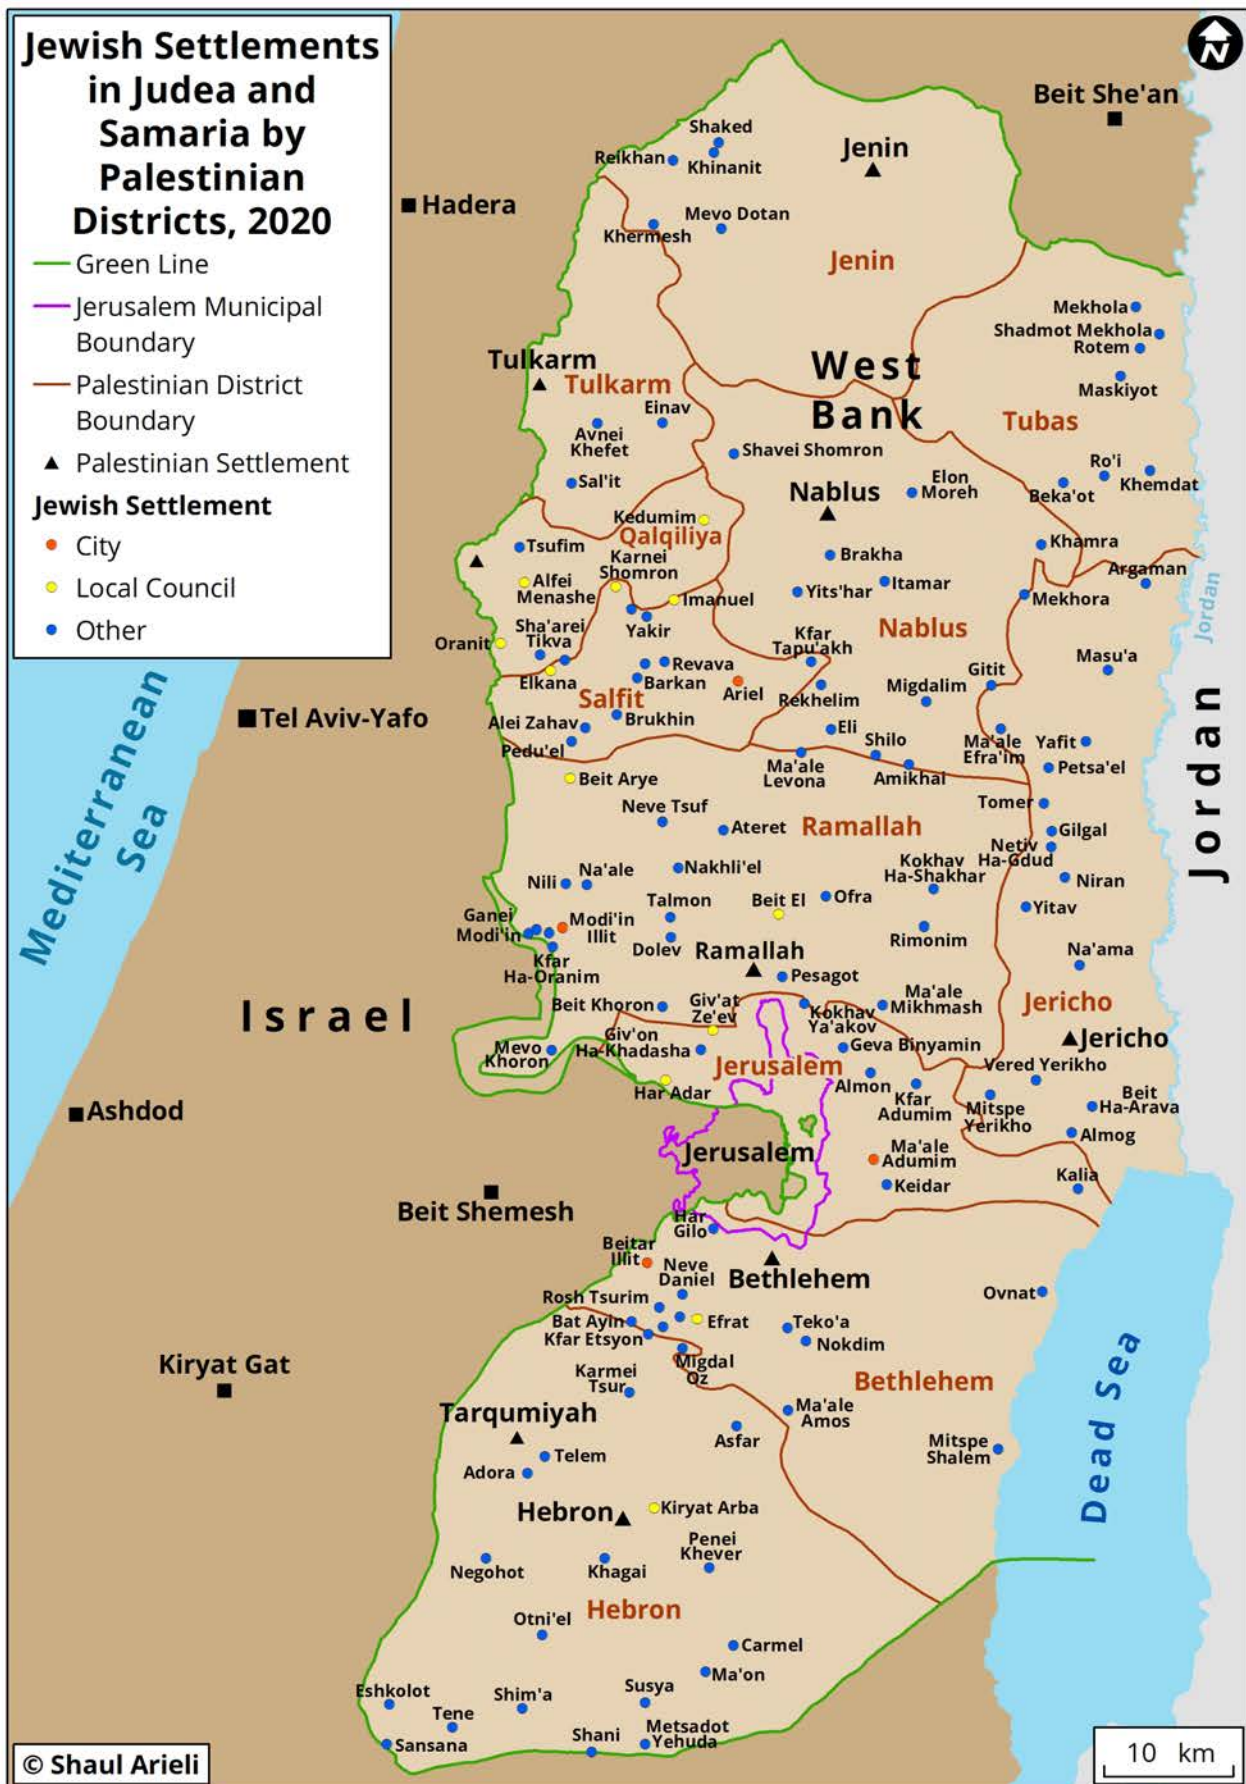 Jewish Settlements
in Judea and
Samaria by
Palestinian
Districts, 2020
Green Line
Jerusalem Municipal
Boundary
Palestinian District
Boundary
Palestinian Settlement
Jewish Settlement
City
Local Council
Other
N
Beit She'an
Shaked
Reikhan
Khinanit
Jenin
Hadera
Mevo Dotan
Khermesh
Jenin
Mekhola
Shadmot Mekhola
Rotem
Maskiyot
Tulkarm
Tulkarm
West
Bank
Einav
Avnei
Khefet
Tubas
Shavei Shomron
Sal'it
Elon
Moreh
Ro'i
Beka'ot
Khemdat
Nablus
Kedumim
Qalqiliya
Tsufim
Karnei
Shomron
Brakha
Khamra
Alfei
Menashe
Imanuel
Yits'har
Itamar
Argaman
Mekhora
Jordan
Sha'arei
Tikva
Yakir
Oranit
Kfar
Tapu'akh
Nablus
Masu'a
Elkana
Revava
Barkan
Ariel
Rekhelim
Gitit
Migdalim
Salfit
Tel Aviv-Yafo
Alei Zahav
Brukhin
Pedu'el
Eli
Shilo
Ma'ale
Efra'im
Yafit
Jordan
Ma'ale
Levona
Amikhal
Petsa'el
Beit Arye
Mediterranean
Sea
Neve Tsuf
Ateret
Ramallah
Tomer
Gilgal
Netiv
Ha-Gdud
Nili
Na'ale
Nakhli'el
Kokhav
Ha-Shakhar
Niran
Talmon
Beit El
Ofra
Yitav
Ganei
Modi'in
Modi'in
Illit
Dolev
Rimonim
Kfar
Ha-Oranim
Ramallah
Pesagot
Na'ama
Israel
Beit Khoron
Giv'at
Ze'ev
Kokhav
Ya'akov
Ma'ale
Mikhmash
Jericho
Jericho
Mevo
Khoron
Giv'on
Ha-Khadasha
Geva Binyamin
Jerusalem
Vered Yerikho
Har Adar
Almon
Kfar
Adumim
Mitspe
Yerikho
Beit
Ha-Arava
Ashdod
Almog
Jerusalem
Ma'ale
Adumim
Keidar
Kalia
Beit Shemesh
Har
Gilo
Beitar
Illit
Neve
Daniel
Bethlehem
Ovnat
Rosh Tsurim
Bat Ayin
Efrat
Teko'a
Kfar Etsyon
Nokdim
Kiryat Gat
Migdal
Oz
Karmei
Tsur
Bethlehem
Dead Sea
Tarqumiyah
Ma'ale
Amos
Asfar
Mitspe
Shalem
Telem
Adora
Hebron
Kiryat Arba
Penei
Khever
Negohot
Khagai
Hebron
Otni'el
Carmel
Ma'on
Eshkolot
Shim'a
Susya
Tene
Sansana
Shani
Metsadot
Yehuda
© Shaul Arieli
10 km